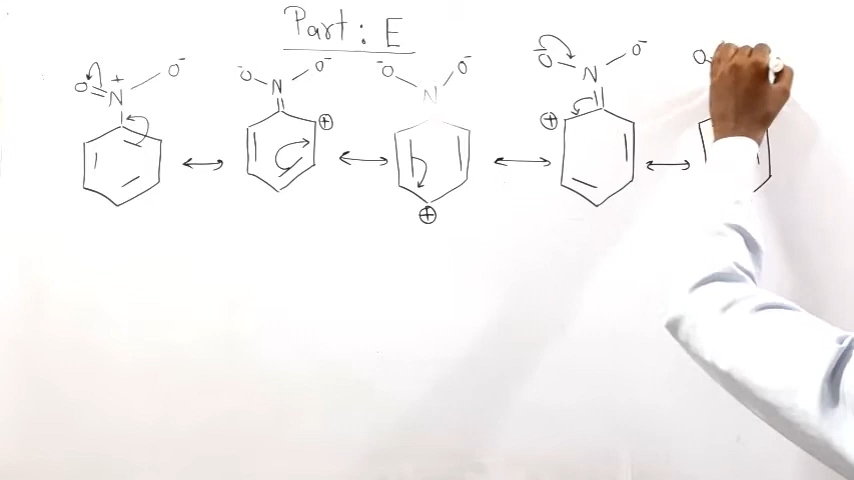 Part: E
O N + O-
-O N O- +
-O N O- +
-O N O- +
O